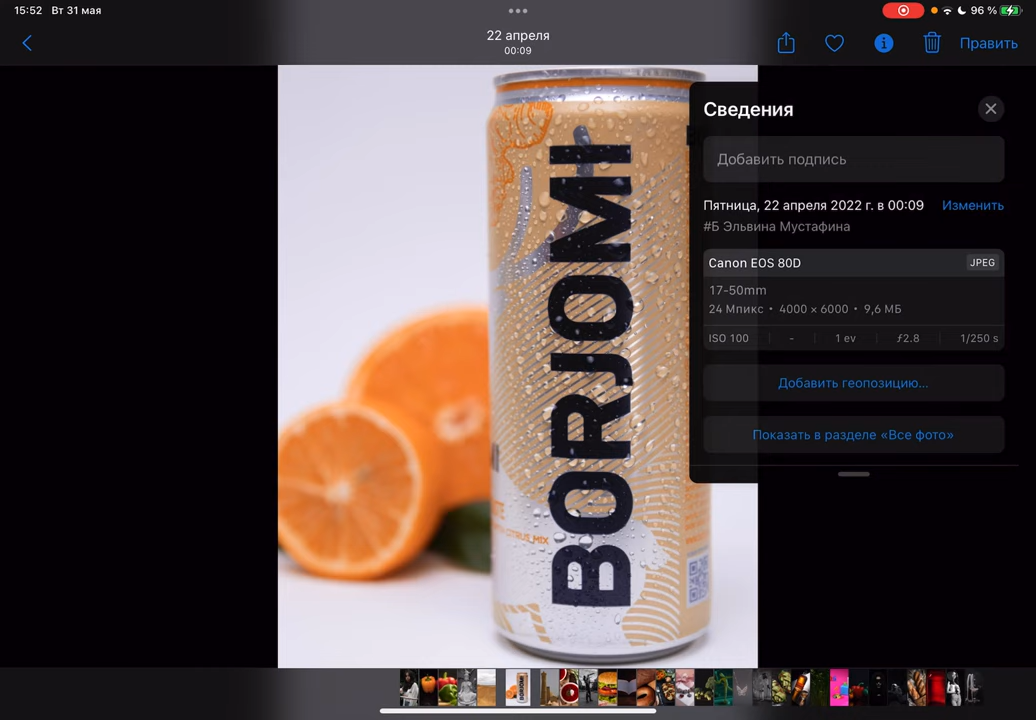 15:52 Вт 31 мая
96 %
22 апреля
00:09
Править
Сведения
Добавить подпись
Пятница, 22 апреля 2022 г. в 00:09 Изменить
#Б Эльвина Мустафина
Canon EOS 80D JPEG
17-50mm
24 Мпикс • 4000 × 6000 • 9,6 МБ
ISO 100 - 1 ev ƒ2.8 1/250 s
Добавить геопозицию...
Показать в разделе «Все фото»
BORJOMI
CITRUS MIX